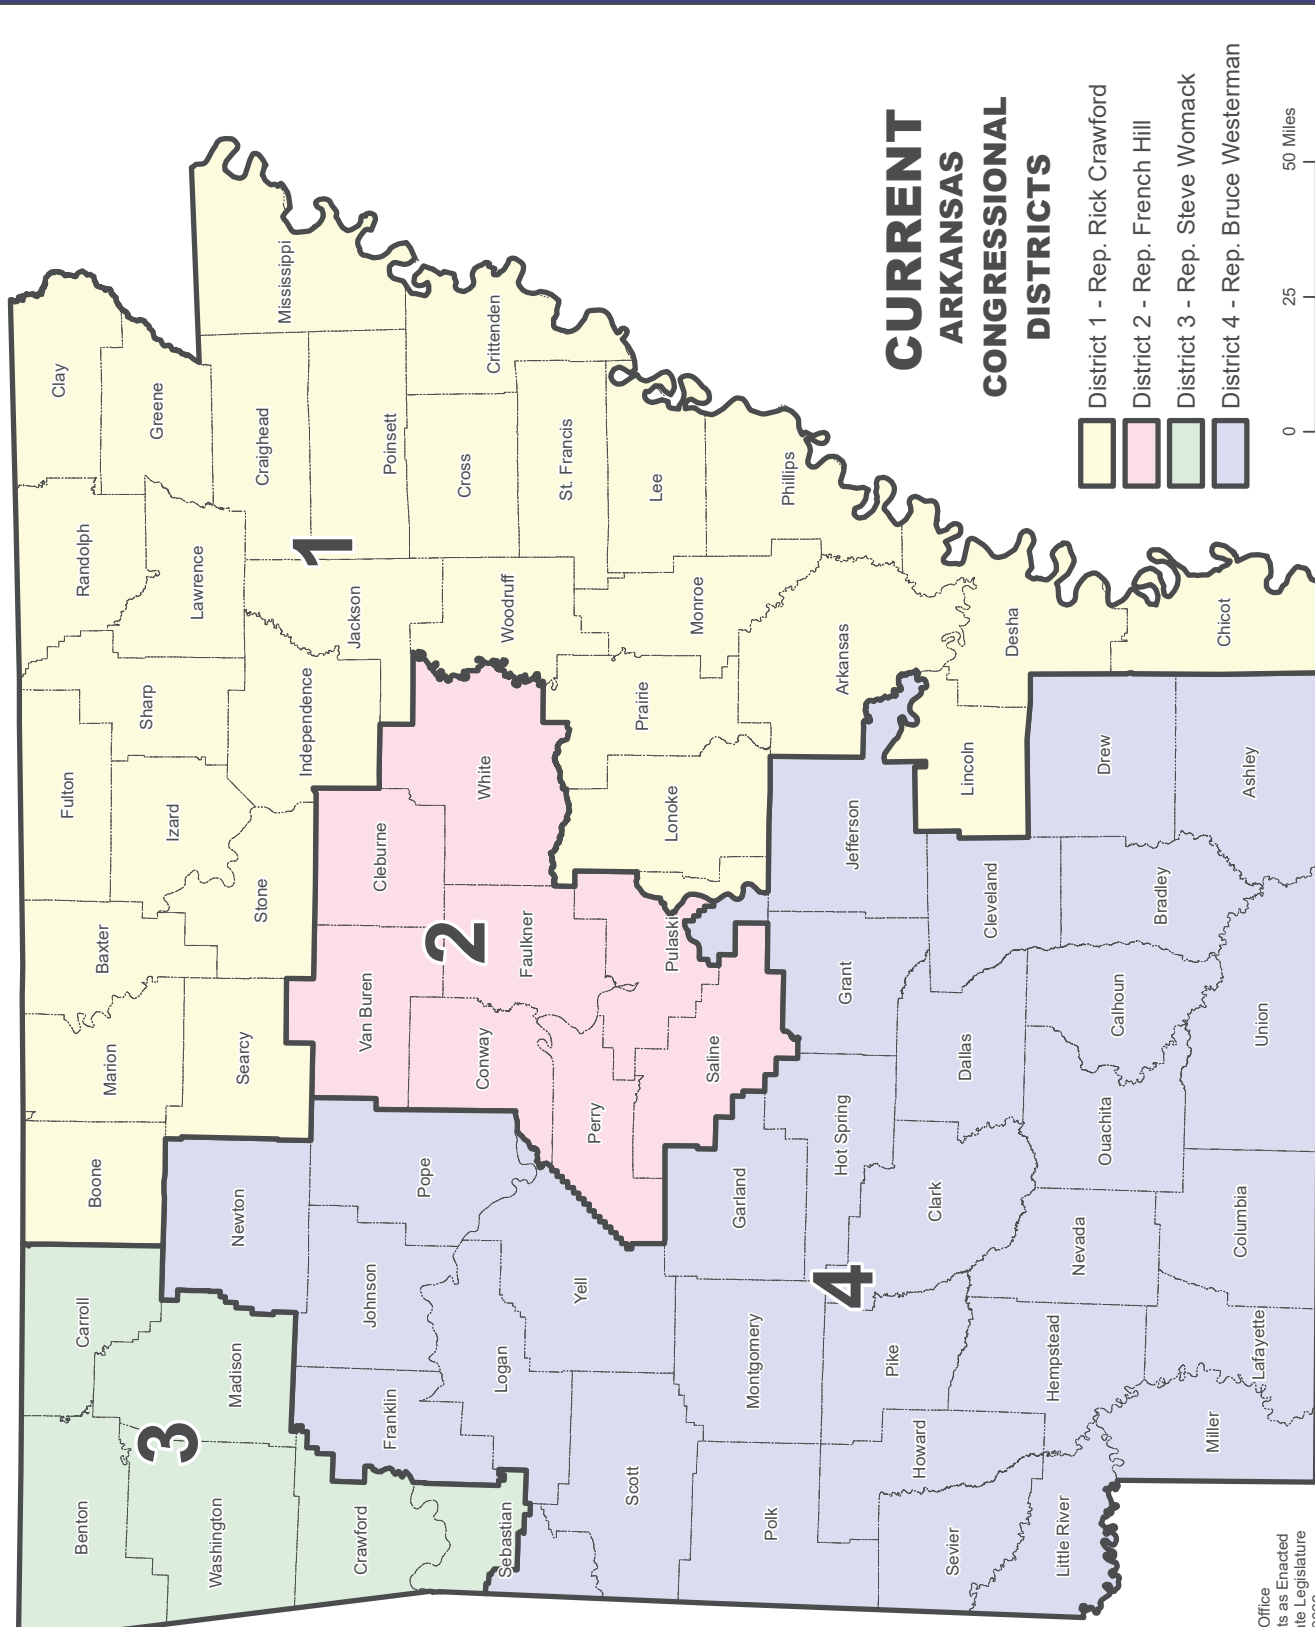 CURRENT
ARKANSAS
CONGRESSIONAL
DISTRICTS
District 1 - Rep. Rick Crawford
District 2 - Rep. French Hill
District 3 - Rep. Steve Womack
District 4 - Rep. Bruce Westerman
0 25 50 Miles
Benton
Carroll
Boone
Marion
Baxter
Fulton
Randolph
Clay
Washington
Madison
Newton
Searcy
Stone
Izard
Sharp
Lawrence
Greene
Craighead
Mississippi
Crawford
Franklin
Johnson
Pope
Van Buren
Cleburne
Independence
Jackson
Poinsett
Sebastian
Logan
Conway
Faulkner
White
Woodruff
Cross
Crittenden
Scott
Yell
Perry
Pulaski
Lonoke
Prairie
Monroe
St. Francis
Lee
Phillips
Polk
Montgomery
Garland
Saline
Hot Spring
Grant
Jefferson
Arkansas
Sevier
Howard
Pike
Clark
Dallas
Cleveland
Lincoln
Desha
Little River
Hempstead
Nevada
Ouachita
Calhoun
Bradley
Drew
Chicot
Miller
Lafayette
Columbia
Union
Ashley
1
2
3
4
Office
ts as Enacted
te Legislature